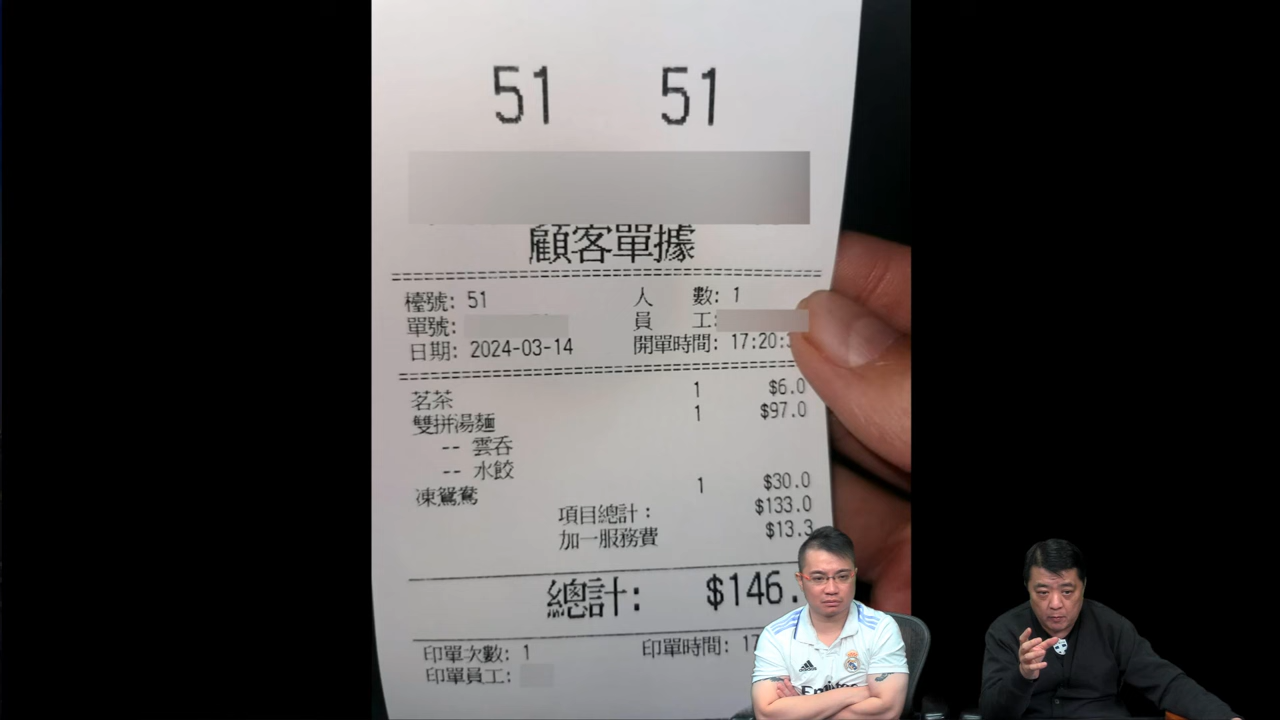 51 51
顧客單據
檯號: 51 人 數: 1
單號: 員 工:
日期: 2024-03-14 開單時間: 17:20:
茗茶 1 $6.0
雙拼湯麵 1 $97.0
-- 雲吞
-- 水餃
凍鴛鴦 1 $30.0
項目總計: $133.0
加一服務費 $13.3
總計: $146.
印單次數: 1 印單時間: 17
印單員工:
adidas